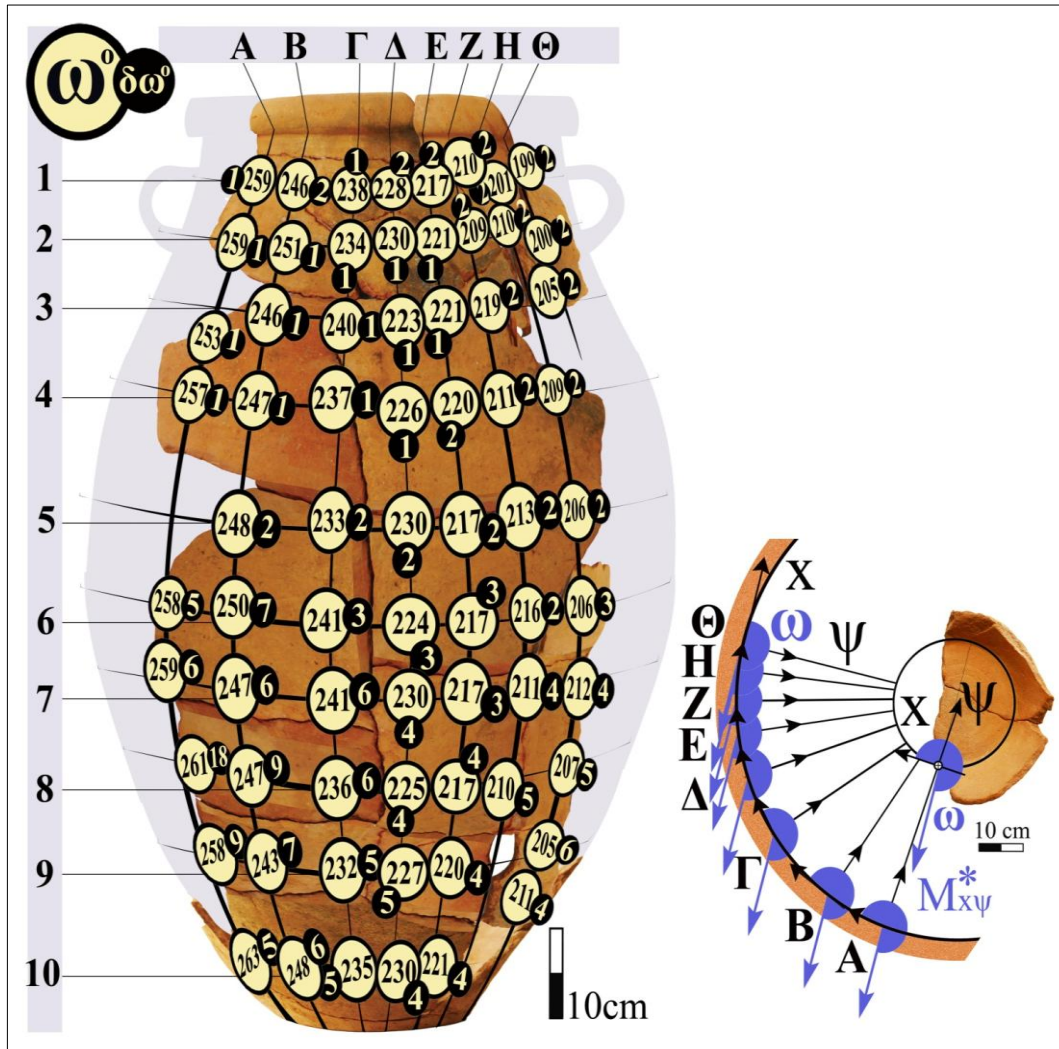 ω° δω°
Α Β Γ Δ Ε Ζ Η Θ
1 1 259 246 2 238 1 228 2 217 2 210 2 201 2 199 2
2 259 1 251 1 234 1 230 1 221 1 209 2 210 2 200 2
3 253 1 246 1 240 1 223 1 221 1 219 2 205 2
4 257 1 247 1 237 1 226 1 220 2 211 2 209 2
5 248 2 233 2 230 2 217 2 213 2 206 2
6 258 5 250 7 241 3 224 3 217 3 216 2 206 3
7 259 6 247 6 241 6 230 4 217 3 211 4 212 4
8 261 18 247 9 236 6 225 4 217 4 210 5 207 5
9 258 9 243 7 232 5 227 5 220 4 211 4 205 6
10 263 5 248 6 235 5 230 4 221 4
10cm
Χ
Θ ω ψ
Η
Ζ Χ ψ
Ε
Δ
ω
10 cm
Γ
Μ*χψ
Β
Α